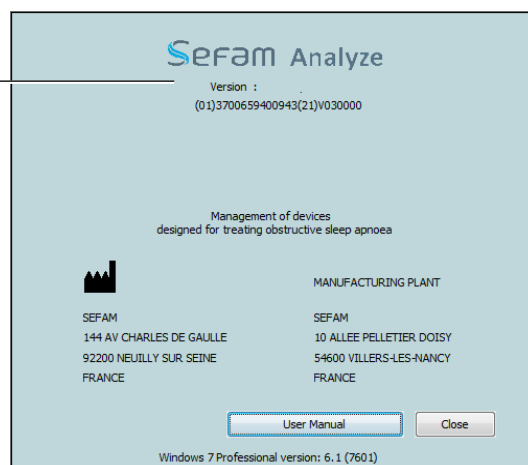 Sefam Analyze
Version :
(01)3700659400943(21)V030000
Management of devices
designed for treating obstructive sleep apnoea
MANUFACTURING PLANT
SEFAM
144 AV CHARLES DE GAULLE
92200 NEUILLY SUR SEINE
FRANCE
SEFAM
10 ALLEE PELLETIER DOISY
54600 VILLERS-LES-NANCY
FRANCE
User Manual
Close
Windows 7 Professional version: 6.1 (7601)